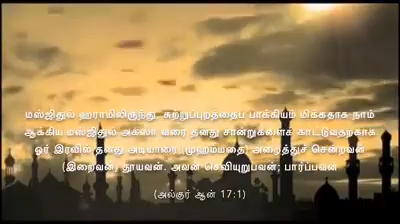 மஸ்ஜிதுல் ஹராமிலிருந்து, சுற்றுப்புறத்தைப் பாக்கியம் மிக்கதாக நாம்
ஆக்கிய மஸ்ஜிதுல் அக்ஸா வரை தனது சான்றுகளைக் காட்டுவதற்காக
ஓர் இரவில் தனது அடியாரை (முஹம்மதை) அழைத்துச் சென்றவன்
(இறைவன்) தூயவன். அவன் செவியுறுபவன்; பார்ப்பவன்
(அல்குர் ஆன் 17:1)